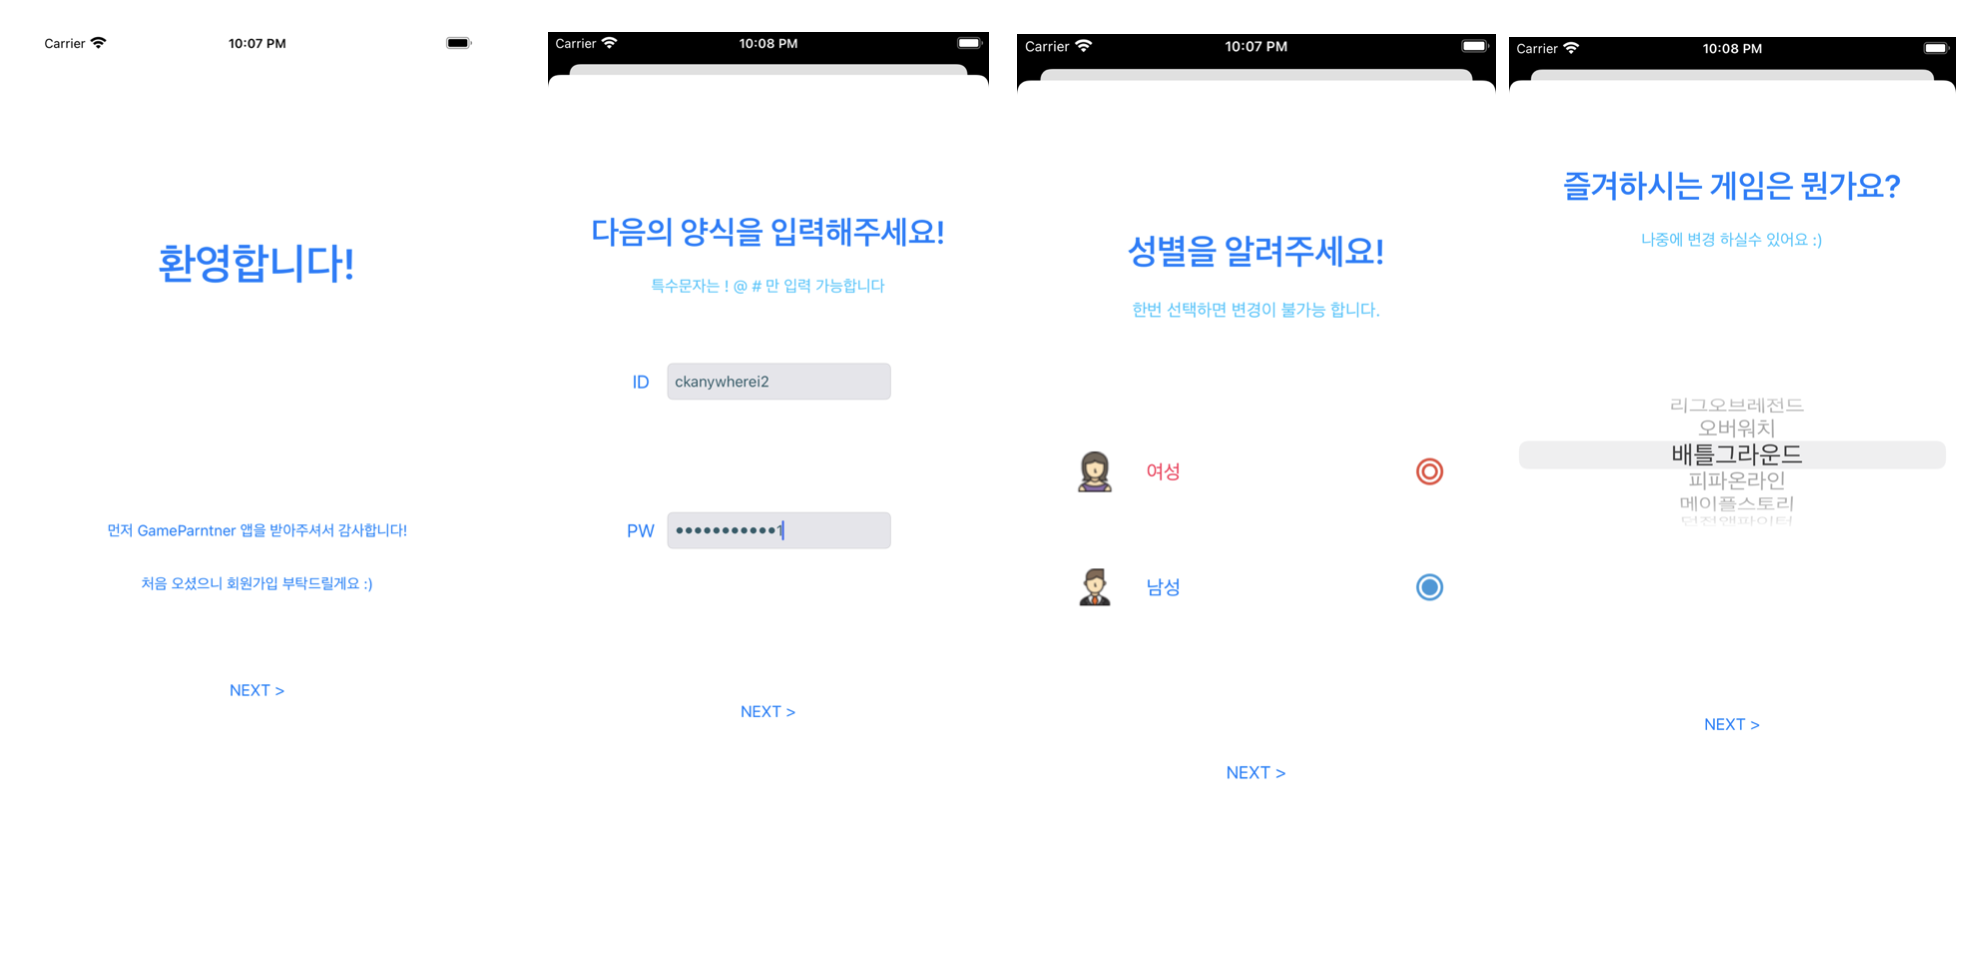 Carrier 10:07 PM
환영합니다!
먼저 GameParntner 앱을 받아주셔서 감사합니다!
처음 오셨으니 회원가입 부탁드릴게요 :)
NEXT >
Carrier 10:08 PM
다음의 양식을 입력해주세요!
특수문자는 ! @ # 만 입력 가능합니다
ID ckanywherei2
PW •••••••••••1
NEXT >
Carrier 10:07 PM
성별을 알려주세요!
한번 선택하면 변경이 불가능 합니다.
여성
남성
NEXT >
Carrier 10:08 PM
즐겨하시는 게임은 뭔가요?
나중에 변경 하실수 있어요 :)
리그오브레전드
오버워치
배틀그라운드
피파온라인
메이플스토리
던전앤파이터
NEXT >